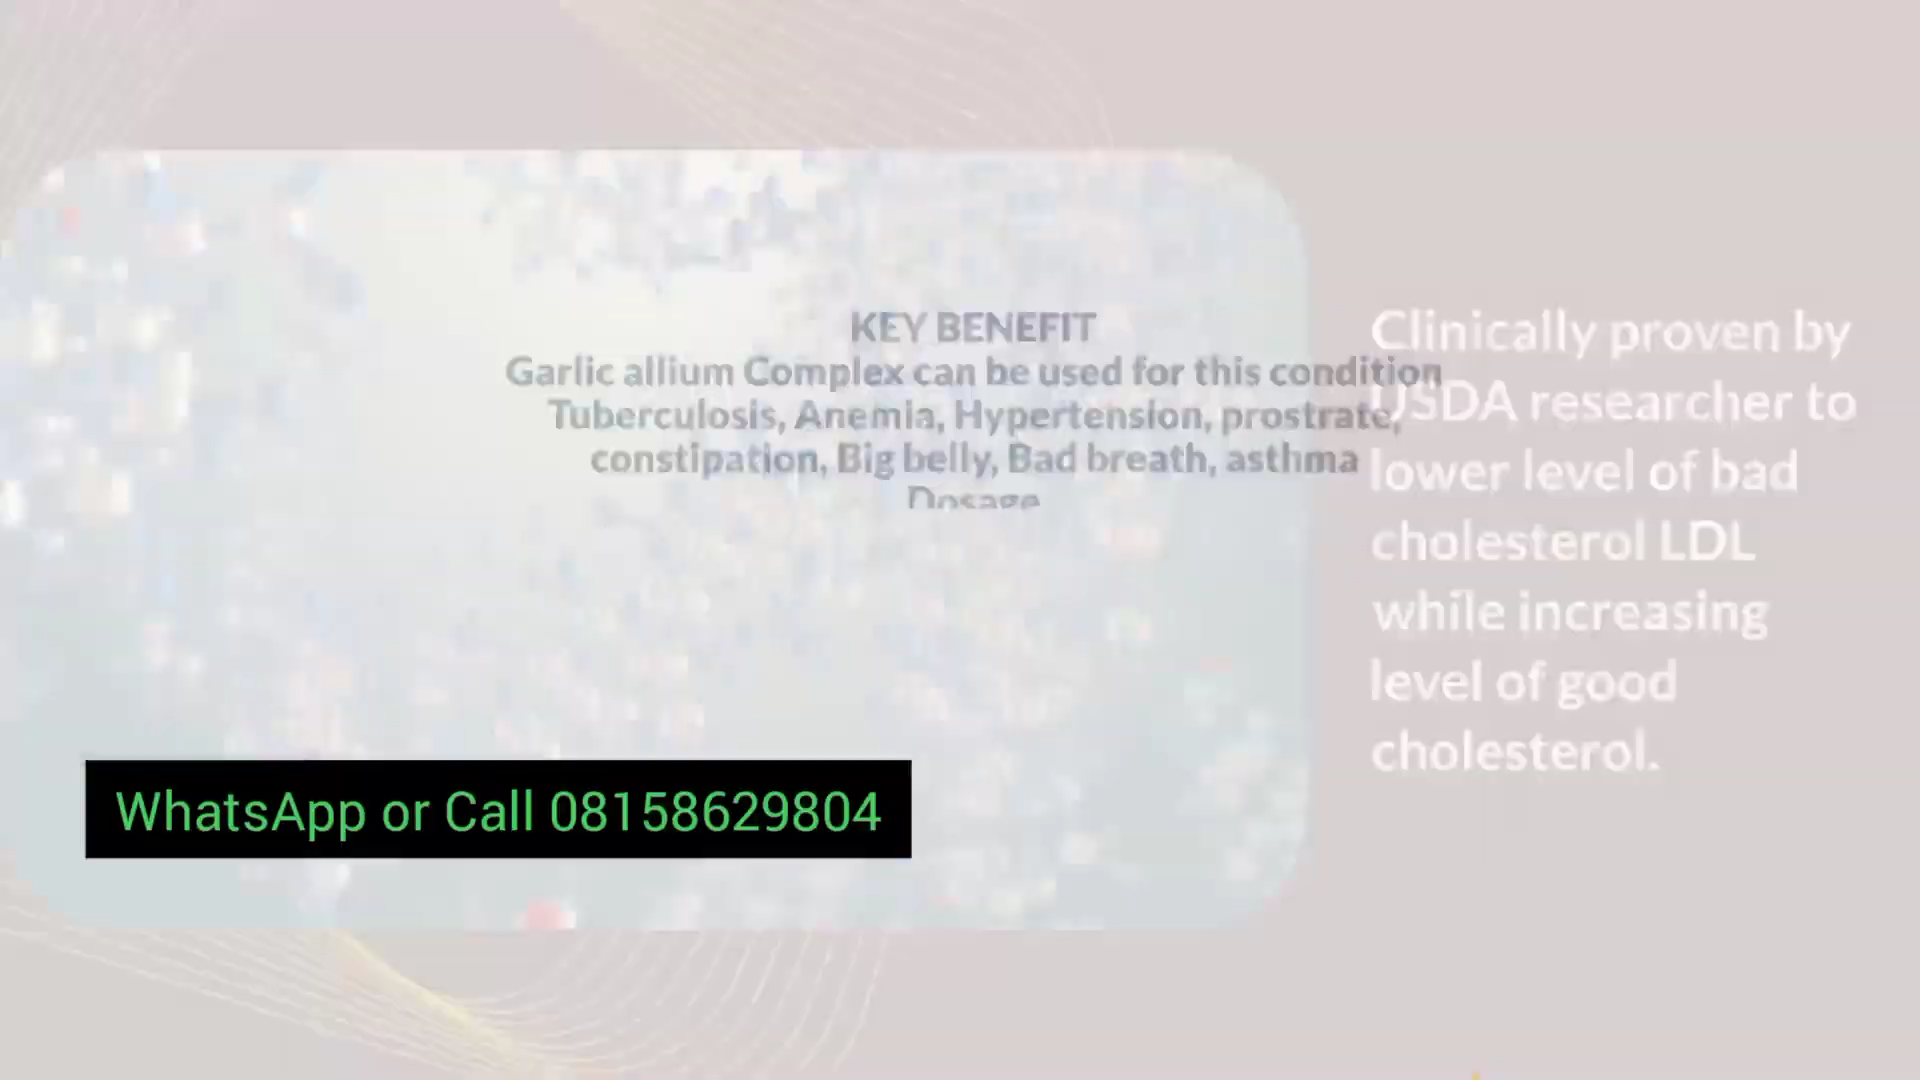 KEY BENEFIT
Garlic allium Complex can be used for this condition
Tuberculosis, Anemia, Hypertension, prostrate,
constipation, Big belly, Bad breath, asthma
Dosage
Clinically proven by
USDA researcher to
lower level of bad
cholesterol LDL
while increasing
level of good
cholesterol.
WhatsApp or Call 08158629804